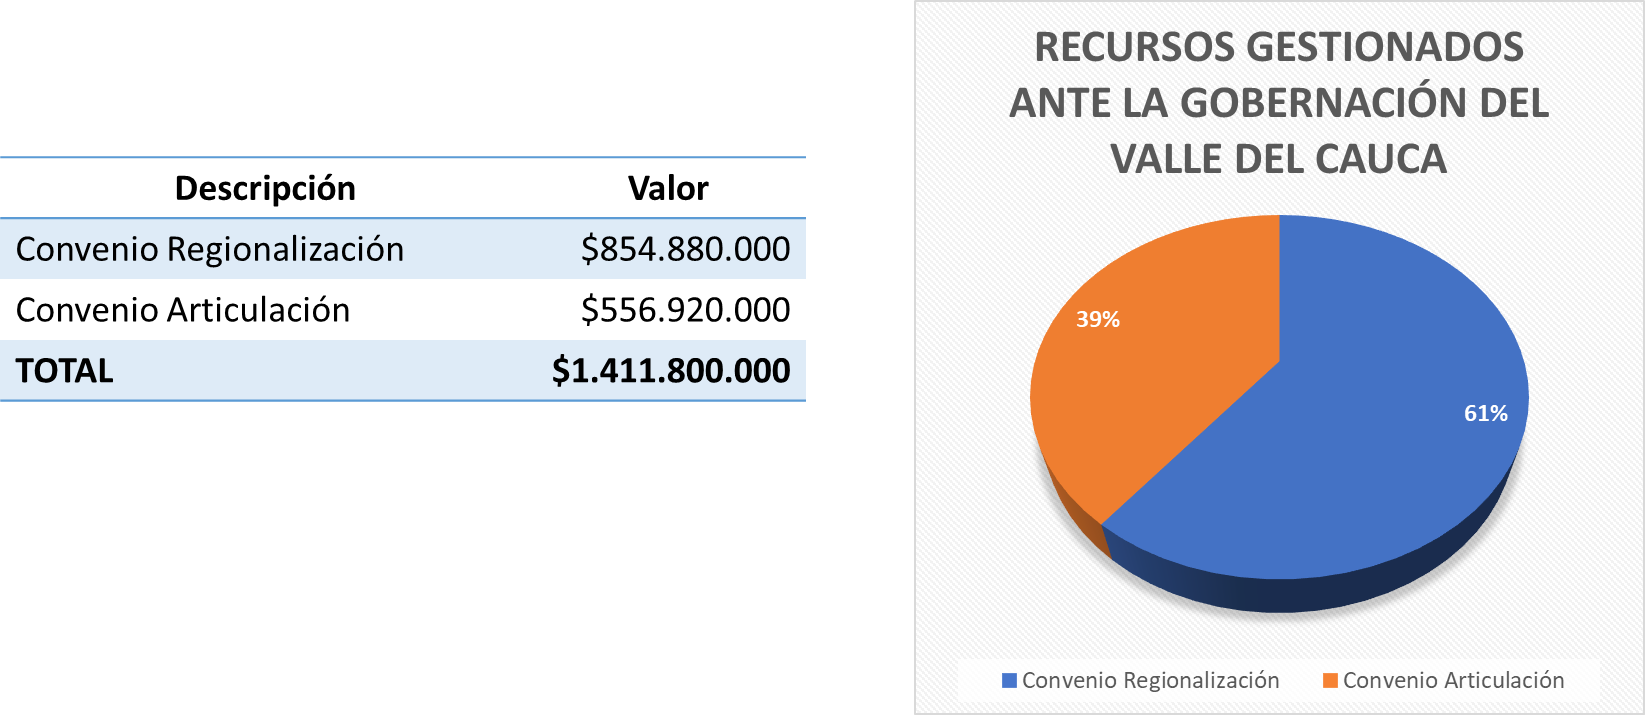 Descripción Valor
Convenio Regionalización $854.880.000
Convenio Articulación $556.920.000
TOTAL $1.411.800.000
RECURSOS GESTIONADOS
ANTE LA GOBERNACIÓN DEL
VALLE DEL CAUCA
39%
61%
Convenio Regionalización Convenio Articulación